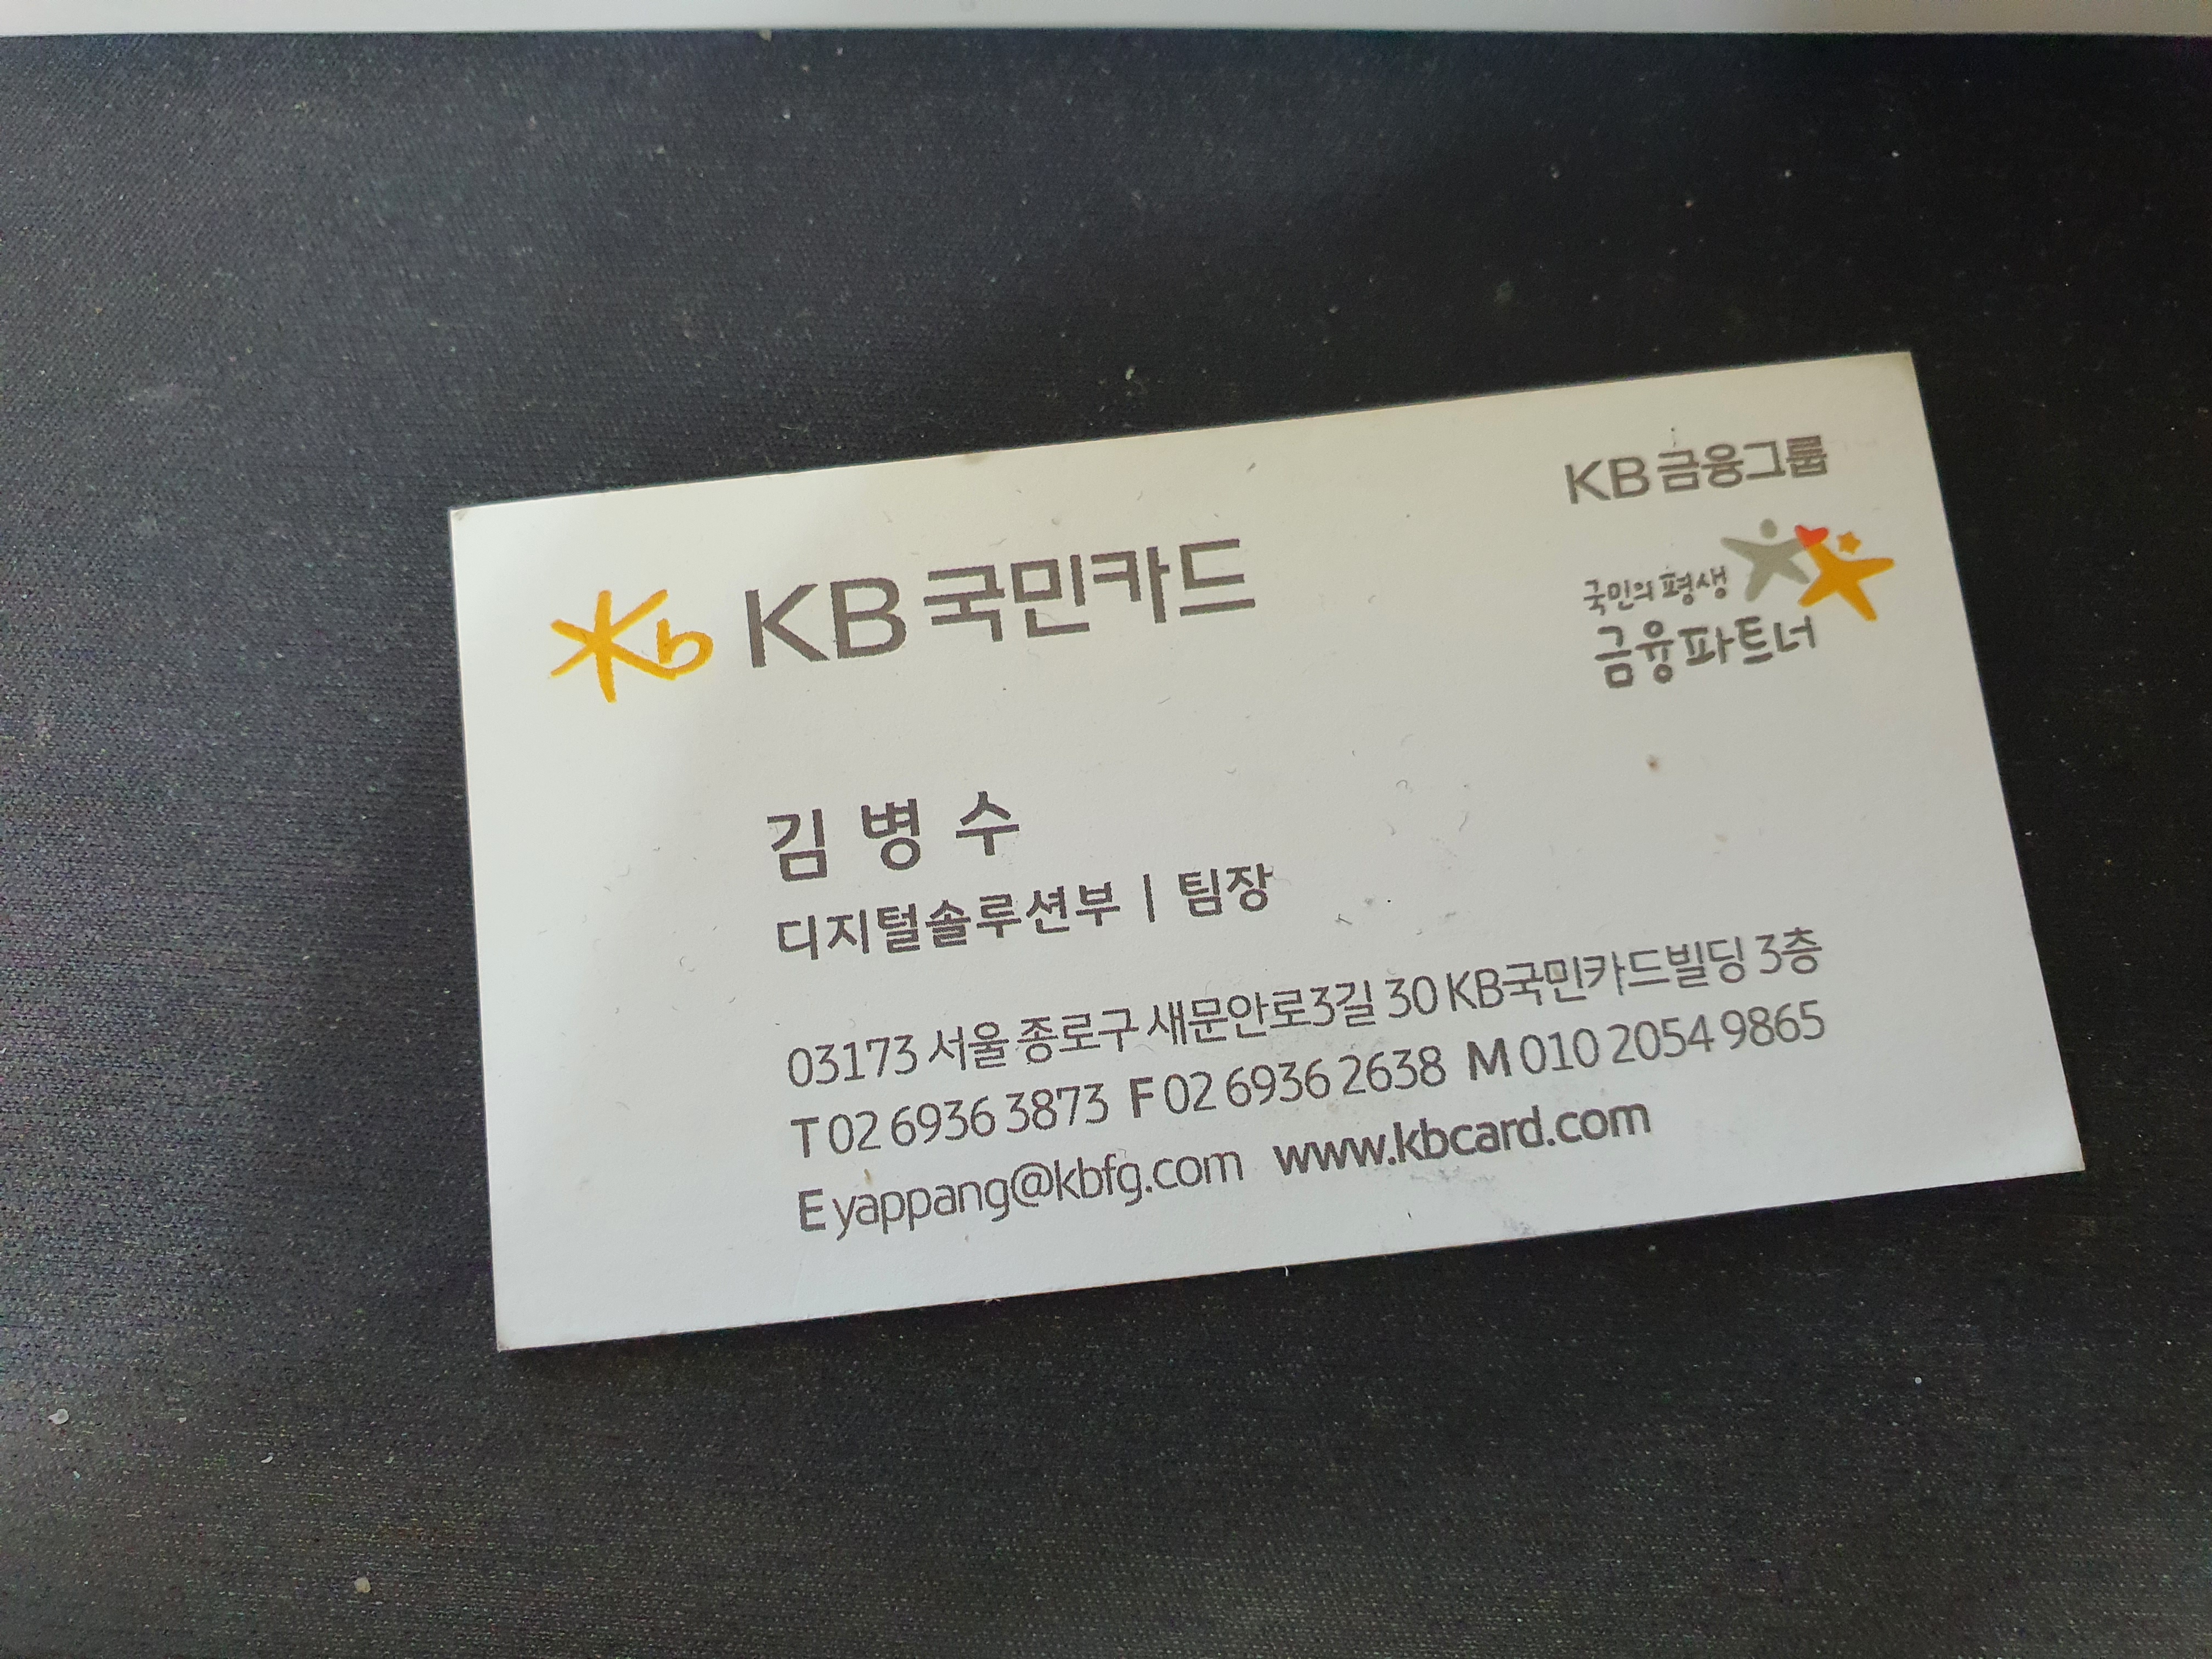 KB국민카드
KB금융그룹
국민의 평생
금융파트너
김 병 수
디지털솔루션부 | 팀장
03173 서울 종로구 새문안로3길 30 KB국민카드빌딩 3층
T 02 6936 3873 F 02 6936 2638 M 010 2054 9865
E yappang@kbfg.com www.kbcard.com